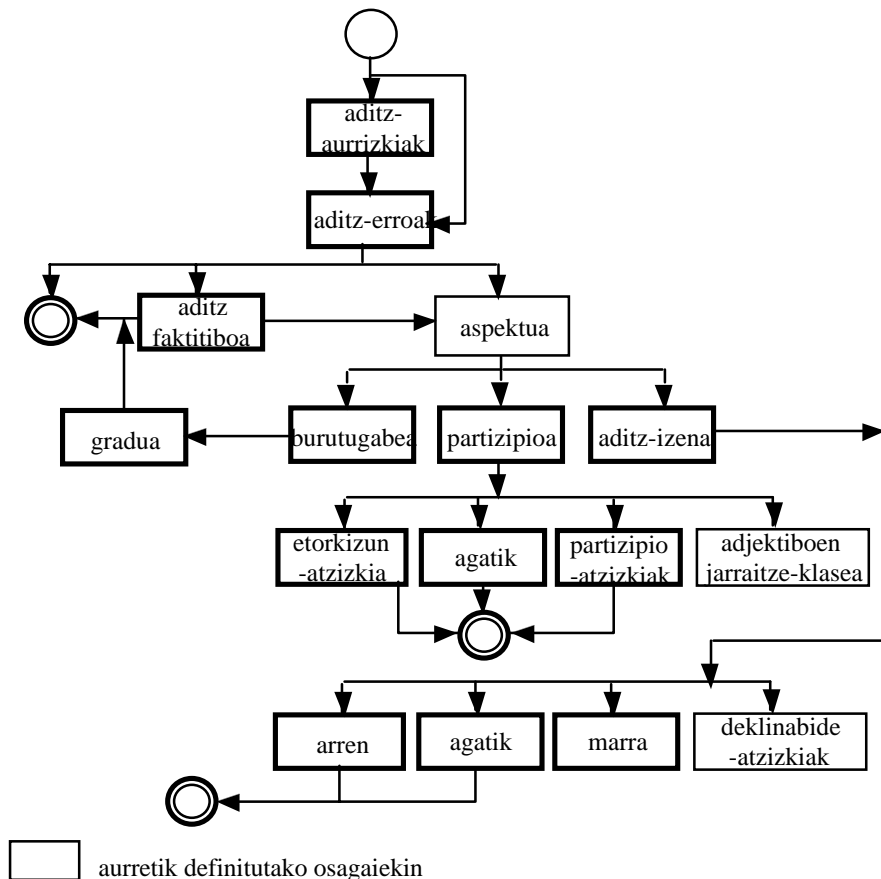 aditz-
aurrizkiak
aditz-erroak
aditz
faktitiboa
aspektua
gradua
burutugabea
partizipioa
aditz-izena
etorkizun
-atzizkia
agatik
partizipio
-atzizkiak
adjektiboen
jarraitze-klasea
arren
agatik
marra
deklinabide
-atzizkiak
aurretik definitutako osagaiekin